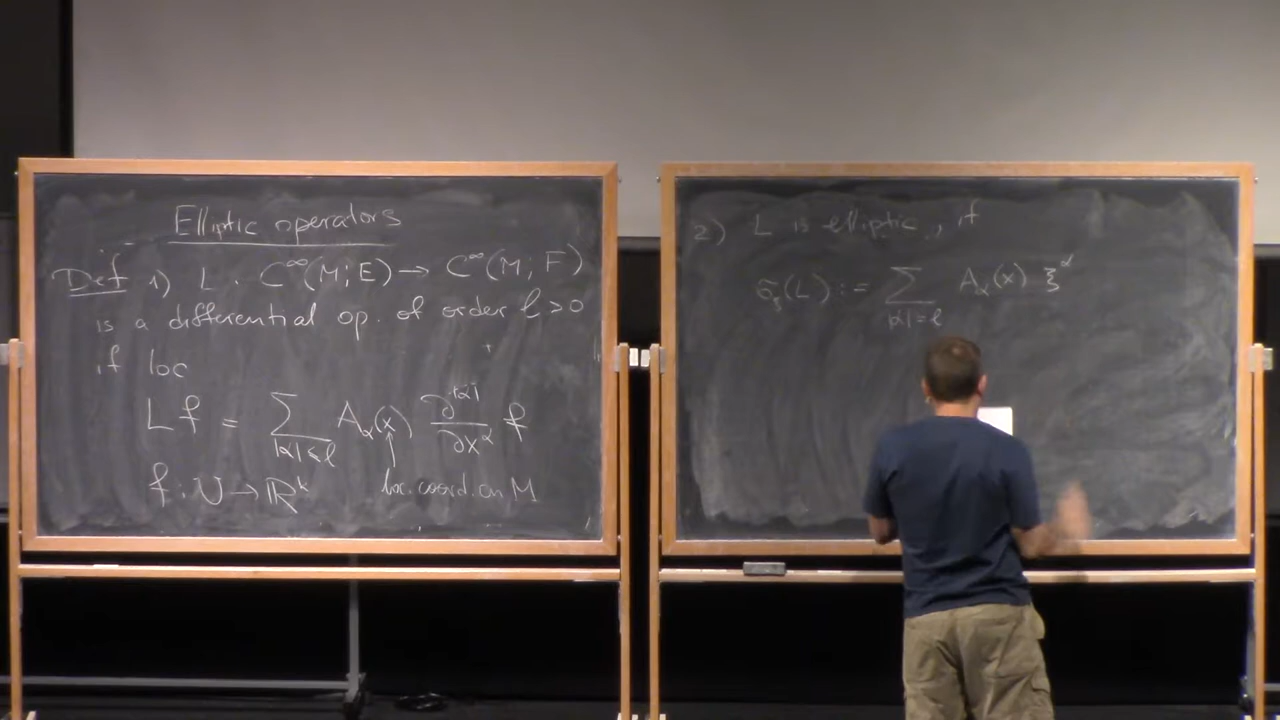 Elliptic operators
Def 1) L : C^∞(M;E) → C^∞(M;F)
is a differential op. of order l > 0
if loc
L f = Σ_{|α|≤l} A_α(x) ∂^{|α|}/∂x^α f
f : U → ℝ^k loc. coord. on M
2) L is elliptic, if
σ_ξ(L) := Σ_{|α|=l} A_α(x) ξ^α